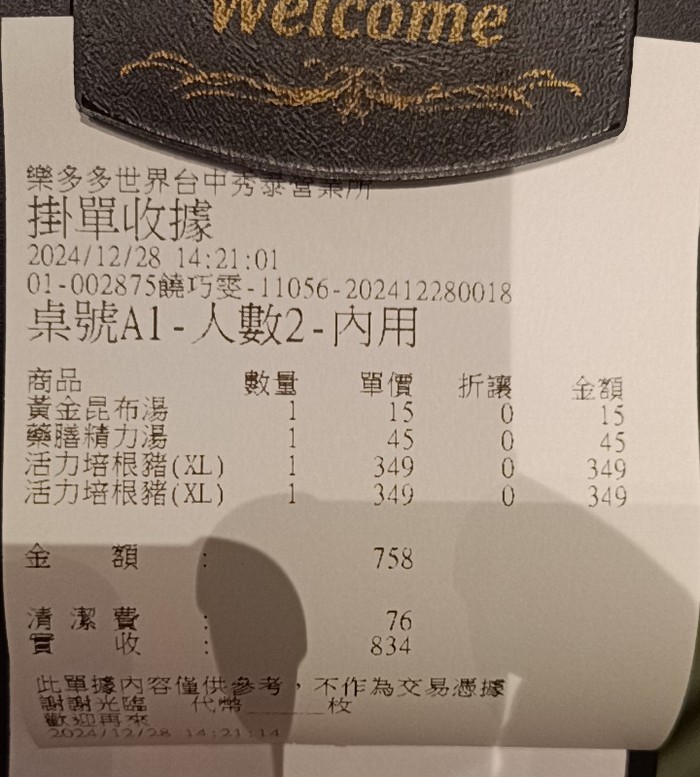 Welcome
樂多多世界台中秀泰營業所
掛單收據
2024/12/28 14:21:01
01-002875饒巧雯-11056-202412280018
桌號A1-人數2-內用
商品 數量 單價 折讓 金額
黃金昆布湯 1 15 0 15
藥膳精力湯 1 45 0 45
活力培根豬(XL) 1 349 0 349
活力培根豬(XL) 1 349 0 349
金 額 : 758
清 潔 費 : 76
實 收 : 834
此單據內容僅供參考，不作為交易憑據
謝謝光臨 代幣______枚
歡迎再來
2024/12/28 14:21:14